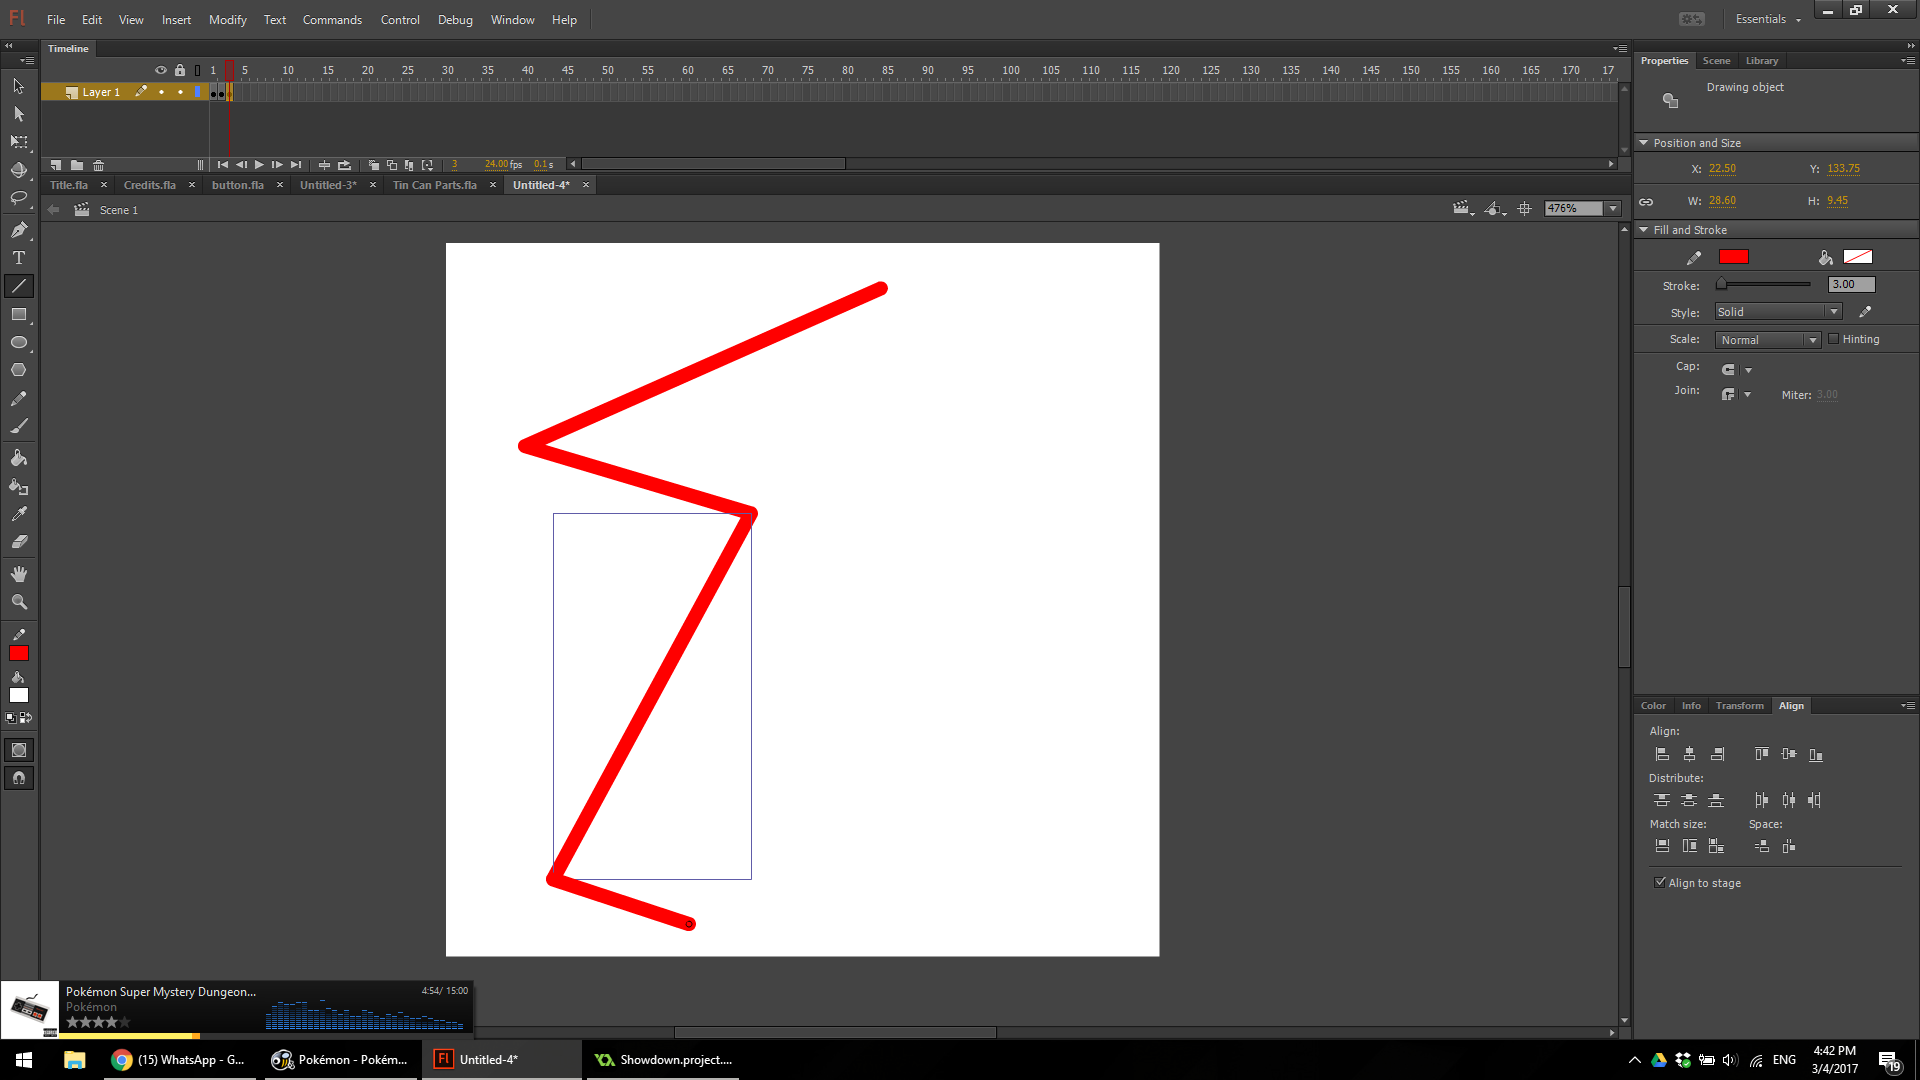 Fl File Edit View Insert Modify Text Commands Control Debug Window Help Essentials
Timeline
1 5 10 15 20 25 30 35 40 45 50 55 60 65 70 75 80 85 90 95 100 105 110 115 120 125 130 135 140 145 150 155 160 165 170 17
Layer 1
3 24.00 fps 0.1 s
Title.fla Credits.fla button.fla Untitled-3* Tin Can Parts.fla Untitled-4*
Scene 1 476%
Properties Scene Library
Drawing object
Position and Size
X: 22.50 Y: 133.75
W: 28.60 H: 9.45
Fill and Stroke
Stroke: 3.00
Style: Solid
Scale: Normal Hinting
Cap:
Join: Miter: 3.00
Color Info Transform Align
Align:
Distribute:
Match size: Space:
Align to stage
Pokémon Super Mystery Dungeon... 4:54/ 15:00
Pokémon
(15) WhatsApp - G... Pokémon - Pokém... Fl Untitled-4* Showdown.project.... ENG 4:42 PM
3/4/2017 19